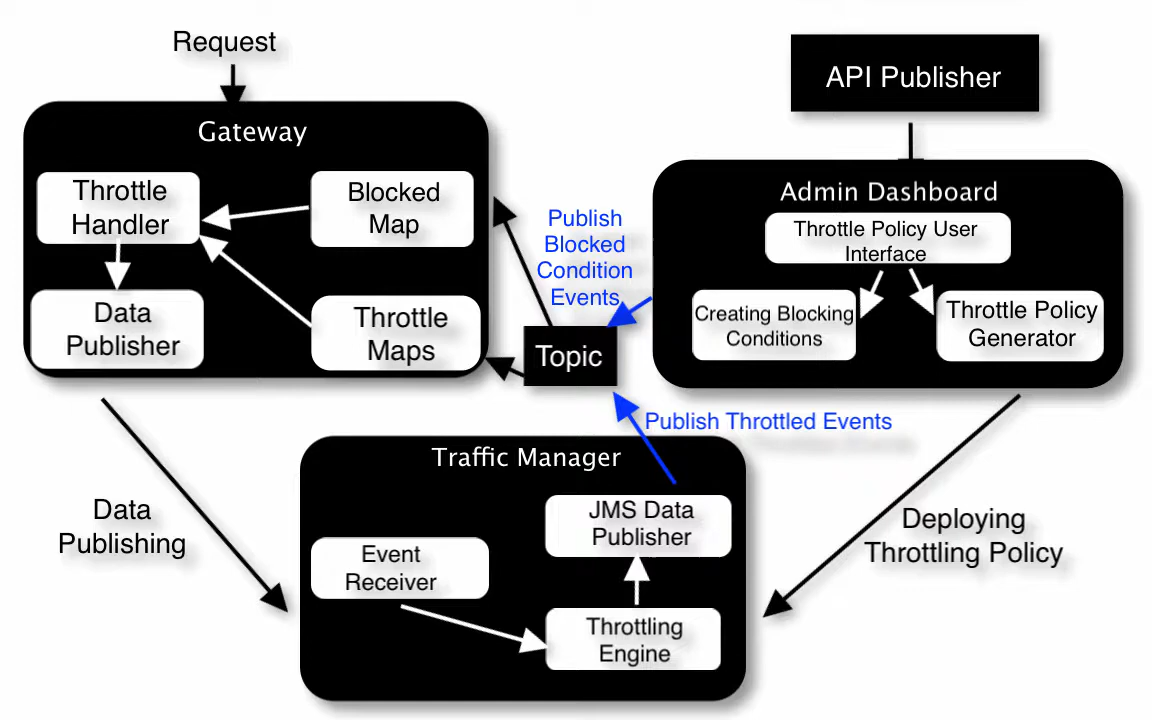 Request
API Publisher
Gateway
Throttle
Handler
Blocked
Map
Data
Publisher
Throttle
Maps
Publish
Blocked
Condition
Events
Topic
Admin Dashboard
Throttle Policy User
Interface
Creating Blocking
Conditions
Throttle Policy
Generator
Publish Throttled Events
Traffic Manager
JMS Data
Publisher
Event
Receiver
Throttling
Engine
Data
Publishing
Deploying
Throttling Policy